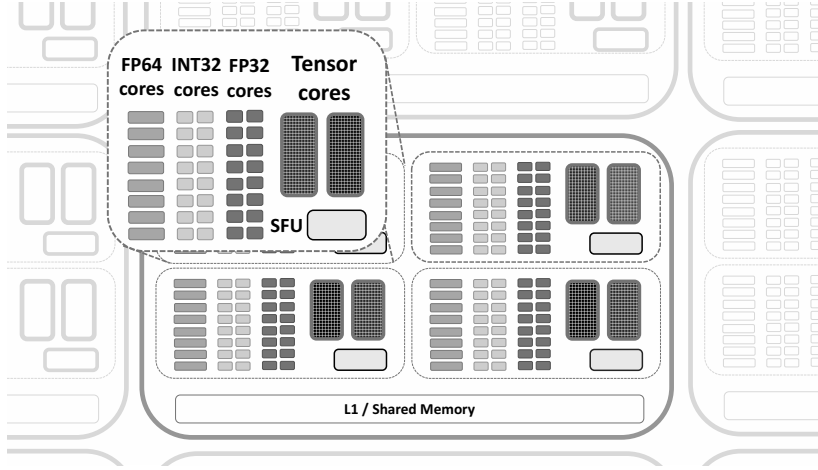 FP64 INT32 FP32 Tensor
cores cores cores cores
SFU
L1 / Shared Memory